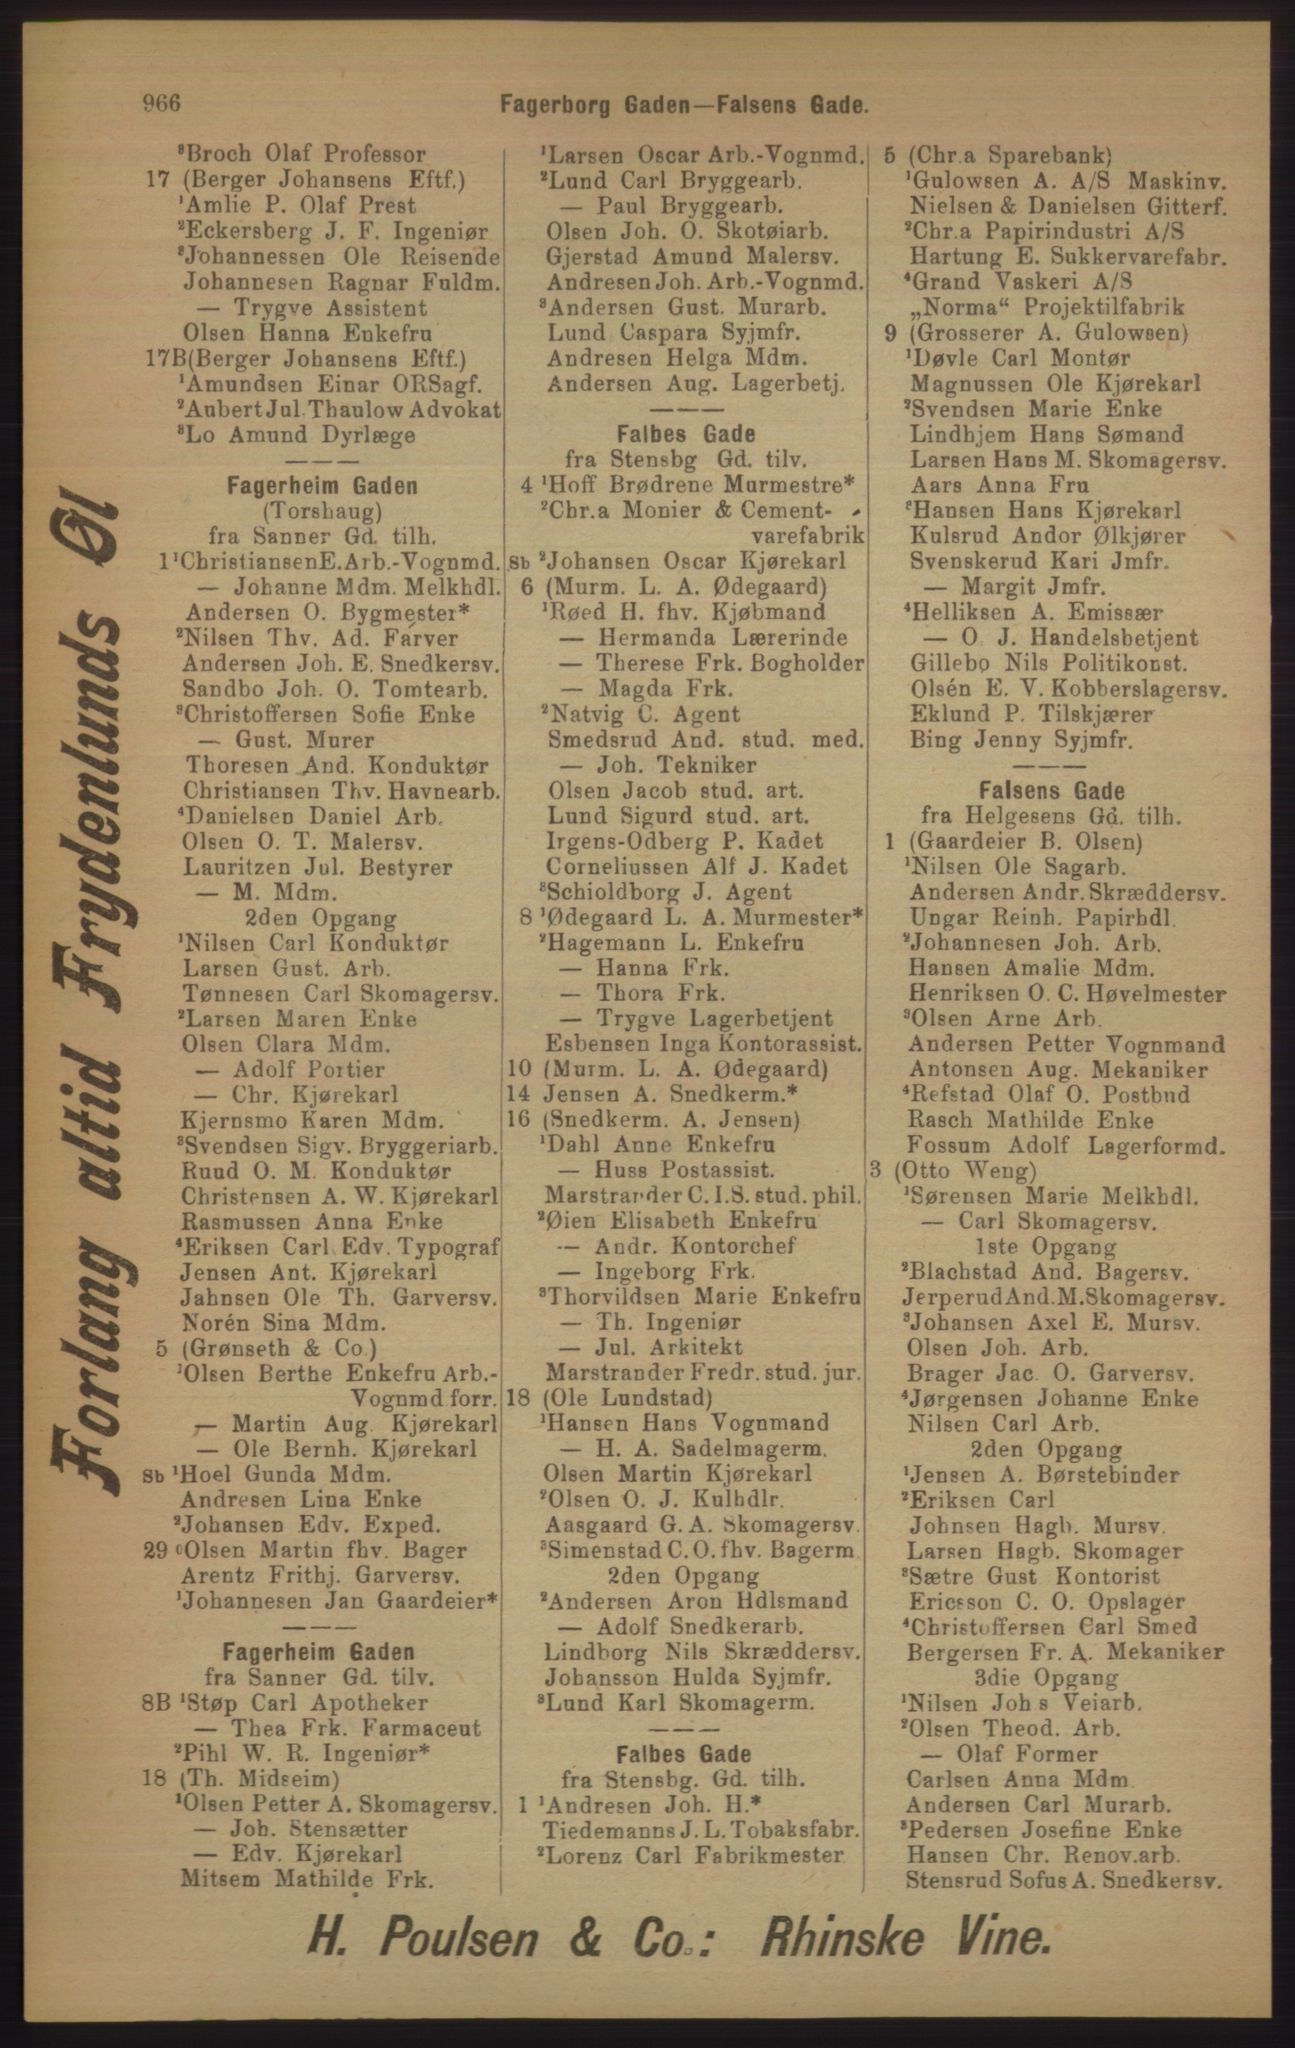 966
Fagerborg Gaden—Falsens Gade.
³Broch Olaf Professor
17 (Berger Johansens Eftf.)
¹Amlie P. Olaf Prest
²Eckersberg J. F. Ingeniør
³Johannessen Ole Reisende
Johannesen Ragnar Fuldm.
— Trygve Assistent
Olsen Hanna Enkefru
17B (Berger Johansens Eftf.)
¹Amundsen Einar ORSagf.
²Aubert Jul. Thaulow Advokat
³Lo Amund Dyrlæge
Fagerheim Gaden
(Torshaug)
fra Sanner Gd. tilh.
1 ¹Christiansen E. Arb.-Vognmd.
— Johanne Mdm. Melkhdl.
Andersen O. Bygmester*
²Nilsen Thv. Ad. Farver
Andersen Joh. E. Snedkersv.
Sandbo Joh. O. Tomtearb.
³Christoffersen Sofie Enke
— Gust. Murer
Thoresen And. Konduktør
Christiansen Thv. Havnearb.
⁴Danielsen Daniel Arb.
Olsen O. T. Malersv.
Lauritzen Jul. Bestyrer
— M. Mdm.
2den Opgang
¹Nilsen Carl Konduktør
Larsen Gust. Arb.
Tønnesen Carl Skomagersv.
²Larsen Maren Enke
Olsen Clara Mdm.
— Adolf Portier
— Chr. Kjørekarl
Kjernsmo Karen Mdm.
³Svendsen Sigv. Bryggeriarb.
Ruud O. M. Konduktør
Christensen A. W. Kjørekarl
Rasmussen Anna Enke
⁴Eriksen Carl Edv. Typograf
Jensen Ant. Kjørekarl
Jahnsen Ole Th. Garversv.
Norén Sina Mdm.
5 (Grønseth & Co.)
¹Olsen Berthe Enkefru Arb.-
Vognmd forr.
— Martin Aug. Kjørekarl
— Ole Bernh. Kjørekarl
Sb ¹Hoel Gunda Mdm.
Andresen Lina Enke
²Johansen Edv. Exped.
29 ⁰Olsen Martin fhv. Bager
Arentz Frithj. Garversv.
¹Johannesen Jan Gaardeier*
Fagerheim Gaden
fra Sanner Gd. tilv.
8B ¹Støp Carl Apotheker
— Thea Frk. Farmaceut
²Pihl W. R. Ingeniør*
18 (Th. Midseim)
¹Olsen Petter A. Skomagersv.
— Joh. Stensætter
— Edv. Kjørekarl
Mitsem Mathilde Frk.
¹Larsen Oscar Arb.-Vognmd.
²Lund Carl Bryggearb.
— Paul Bryggearb.
Olsen Joh. O. Skotøiarb.
Gjerstad Amund Malersv.
Andresen Joh. Arb.-Vognmd.
³Andersen Gust. Murarb.
Lund Caspara Syjmfr.
Andresen Helga Mdm.
Andersen Aug. Lagerbetj.
Falbes Gade
fra Stensbg Gd. tilv.
4 ¹Hoff Brødrene Murmestre*
²Chr.a Monier & Cement-
varefabrik
Sb ²Johansen Oscar Kjørekarl
6 (Murm. L. A. Ødegaard)
¹Røed H. fhv. Kjøbmand
— Hermanda Lærerinde
— Therese Frk. Bogholder
— Magda Frk.
²Natvig C. Agent
Smedsrud And. stud. med.
— Joh. Tekniker
Olsen Jacob stud. art.
Lund Sigurd stud. art.
Irgens-Odberg P. Kadet
Corneliussen Alf J. Kadet
³Schioldborg J. Agent
8 ¹Ødegaard L. A. Murmester*
²Hagemann L. Enkefru
— Hanna Frk.
— Thora Frk.
— Trygve Lagerbetjent
Esbensen Inga Kontorassist.
10 (Murm. L. A. Ødegaard)
14 Jensen A. Snedkerm.*
16 (Snedkerm. A. Jensen)
¹Dahl Anne Enkefru
— Huss Postassist.
Marstrander C. I. S. stud. phil.
²Øien Elisabeth Enkefru
— Andr. Kontorchef
— Ingeborg Frk.
³Thorvildsen Marie Enkefru
— Th. Ingeniør
— Jul. Arkitekt
Marstrander Fredr. stud. jur.
18 (Ole Lundstad)
¹Hansen Hans Vognmand
— H. A. Sadelmagerm.
Olsen Martin Kjørekarl
²Olsen O. J. Kulhdlr.
Aasgaard G. A. Skomagersv.
³Simenstad C. O. fhv. Bagerm
2den Opgang
²Andersen Aron Hdlsmand
— Adolf Snedkerarb.
Lindborg Nils Skræddersv.
Johansson Hulda Syjmfr.
³Lund Karl Skomagerm.
Falbes Gade
fra Stensbg. Gd. tilh.
1 ¹Andresen Joh. H.*
Tiedemanns J. L. Tobaksfabr.
²Lorenz Carl Fabrikmester
5 (Chr.a Sparebank)
¹Gulowsen A. A/S Maskinv.
Nielsen & Danielsen Gitterf.
²Chr.a Papirindustri A/S
Hartung E. Sukkervarefabr.
⁴Grand Vaskeri A/S
„Norma“ Projektilfabrik
9 (Grosserer A. Gulowsen)
¹Døvle Carl Montør
Magnussen Ole Kjørekarl
²Svendsen Marie Enke
Lindhjem Hans Sømand
Larsen Hans M. Skomagersv.
Aars Anna Fru
³Hansen Hans Kjørekarl
Kulsrud Andor Ølkjører
Svenskerud Kari Jmfr.
— Margit Jmfr.
⁴Helliksen A. Emissær
— O. J. Handelsbetjent
Gillebo Nils Politikonst.
Olsén E. V. Kobberslagersv.
Eklund P. Tilskjærer
Bing Jenny Syjmfr.
Falsens Gade
fra Helgesens Gd. tilh.
1 (Gaardeier B. Olsen)
¹Nilsen Ole Sagarb.
Andersen Andr. Skræddersv.
Ungar Reinh. Papirhdl.
²Johannesen Joh. Arb.
Hansen Amalie Mdm.
Henriksen O. C. Høvelmester
³Olsen Arne Arb.
Andersen Petter Vognmand
Antonsen Aug. Mekaniker
⁴Refstad Olaf O. Postbud
Rasch Mathilde Enke
Fossum Adolf Lagerformd.
3 (Otto Weng)
¹Sørensen Marie Melkhdl.
— Carl Skomagersv.
1ste Opgang
²Blachstad And. Bagersv.
Jerperud And. M. Skomagersv.
³Johansen Axel E. Mursv.
Olsen Joh. Arb.
Brager Jac. O. Garversv.
⁴Jørgensen Johanne Enke
Nilsen Carl Arb.
2den Opgang
¹Jensen A. Børstebinder
²Eriksen Carl
Johnsen Hagb. Mursv.
Larsen Hagb. Skomager
³Sætre Gust Kontorist
Ericsson C. O. Opslager
⁴Christoffersen Carl Smed
Bergersen Fr. A. Mekaniker
3die Opgang
¹Nilsen Joh s Veiarb.
²Olsen Theod. Arb.
— Olaf Former
Carlsen Anna Mdm
Andersen Carl Murarb.
³Pedersen Josefine Enke
Hansen Chr. Renov.arb.
Stensrud Sofus A. Snedkersv.
Forlang altid Frydenlunds Øl
H. Poulsen & Co.: Rhinske Vine.